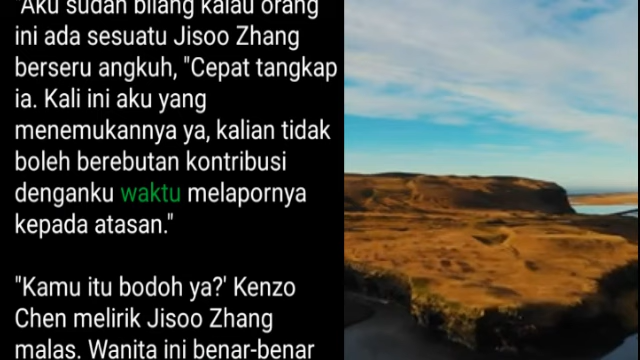 "Aku sudah bilang kalau orang
ini ada sesuatu Jisoo Zhang
berseru angkuh, "Cepat tangkap
ia. Kali ini aku yang
menemukannya ya, kalian tidak
boleh berebutan kontribusi
denganku waktu melapornya
kepada atasan."
"Kamu itu bodoh ya?' Kenzo
Chen melirik Jisoo Zhang
malas. Wanita ini benar-benar